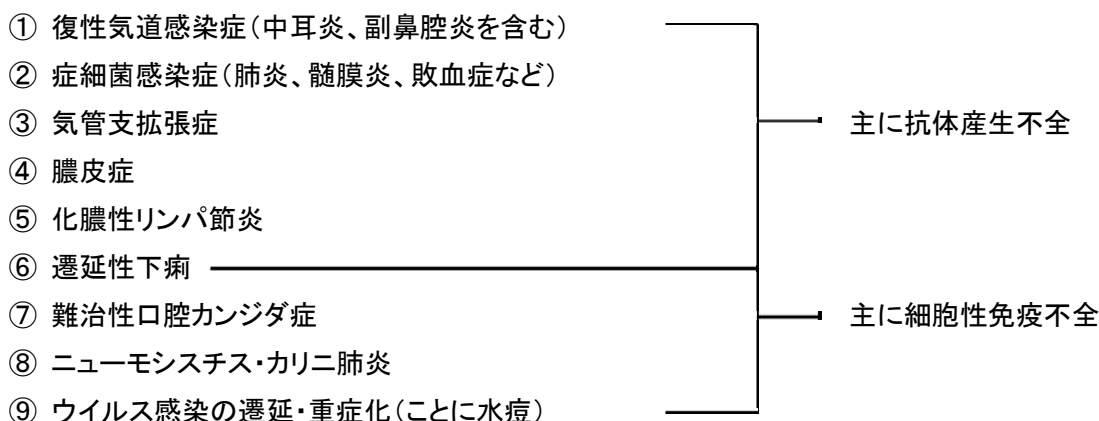 ① 復性気道感染症（中耳炎、副鼻腔炎を含む）
② 症細菌感染症（肺炎、髄膜炎、敗血症など）
③ 気管支拡張症
主に抗体産生不全
④ 膿皮症
⑤ 化膿性リンパ節炎
⑥ 遷延性下痢
⑦ 難治性口腔カンジダ症
主に細胞性免疫不全
⑧ ニューモシスチス・カリニ肺炎
⑨ ウイルス感染の遷延・重症化（ことに水痘）